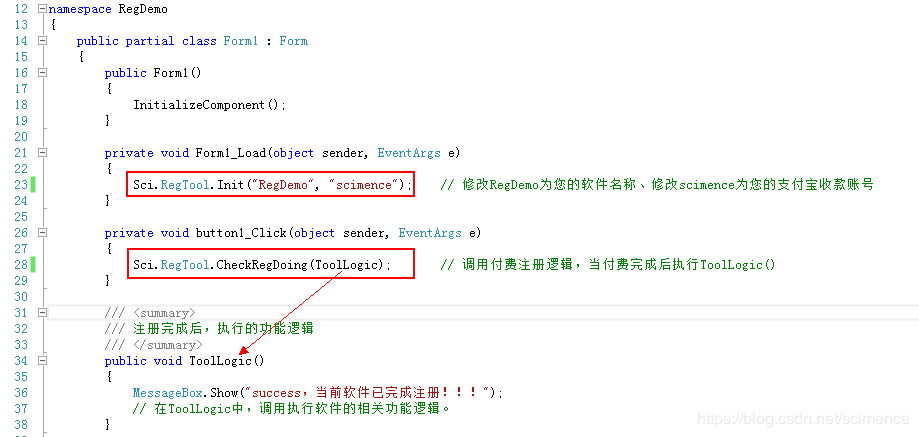 12 namespace RegDemo
13 {
14 public partial class Form1 : Form
15 {
16 public Form1()
17 {
18 InitializeComponent();
19 }
20
21 private void Form1_Load(object sender, EventArgs e)
22 {
23 Sci.RegTool.Init("RegDemo", "scimence"); // 修改RegDemo为您的软件名称、修改scimence为您的支付宝收款账号
24 }
25
26 private void button1_Click(object sender, EventArgs e)
27 {
28 Sci.RegTool.CheckRegDoing(ToolLogic); // 调用付费注册逻辑，当付费完成后执行ToolLogic()
29 }
30
31 /// <summary>
32 /// 注册完成后，执行的功能逻辑
33 /// </summary>
34 public void ToolLogic()
35 {
36 MessageBox.Show("success，当前软件已完成注册！！！");
37 // 在ToolLogic中，调用执行软件的相关功能逻辑。
38 }
https://blog.csdn.net/scimence